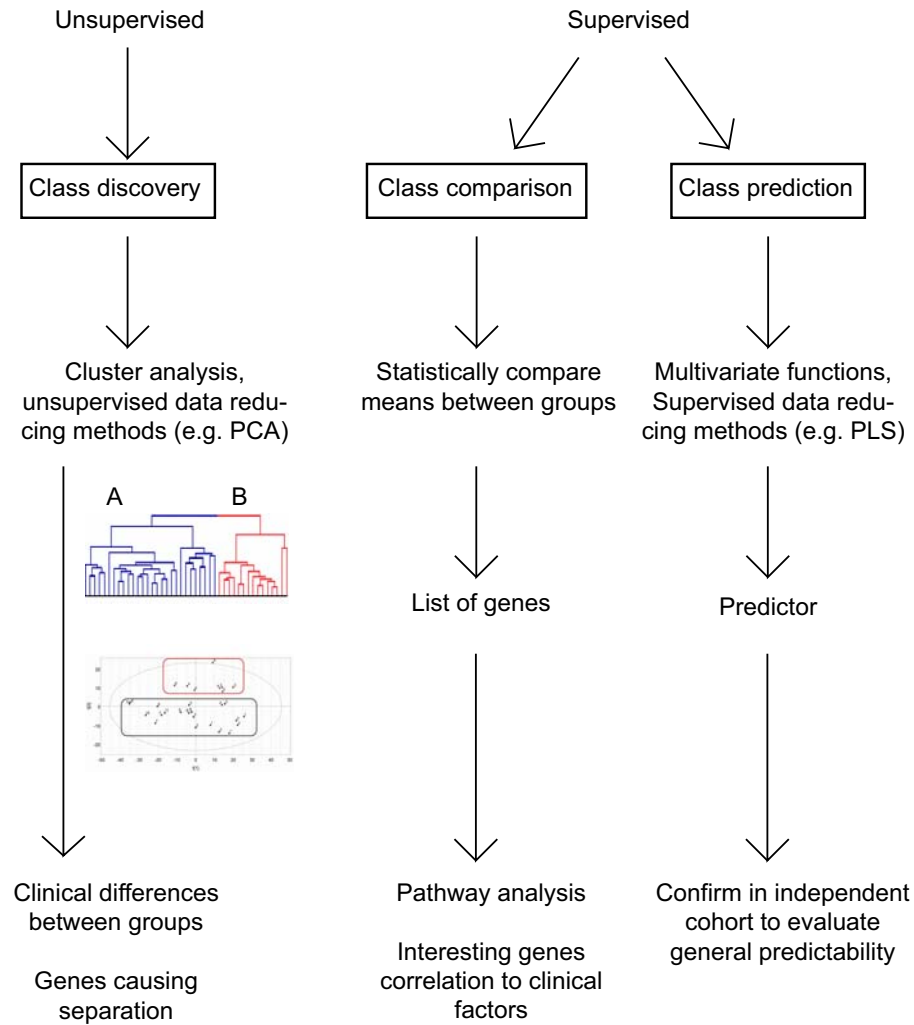 Unsupervised
Supervised
Class discovery
Class comparison
Class prediction
Cluster analysis,
unsupervised data redu-
cing methods (e.g. PCA)
Statistically compare
means between groups
Multivariate functions,
Supervised data redu-
cing methods (e.g. PLS)
A B
List of genes
Predictor
Clinical differences
between groups
Genes causing
separation
Pathway analysis
Interesting genes
correlation to clinical
factors
Confirm in independent
cohort to evaluate
general predictability